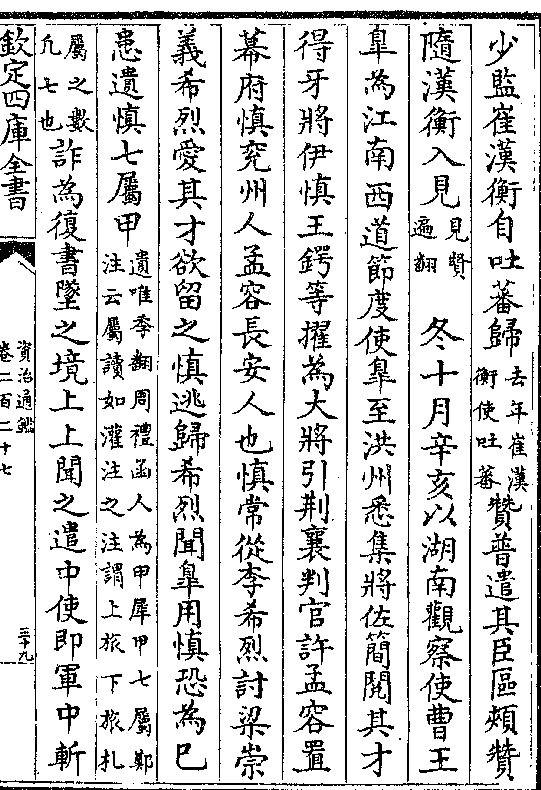 少監崔漢衡自吐蕃歸去年崔漢衡使吐蕃贊普遣其臣區頰贊
隨漢衡入見見賢遍翻冬十月辛亥以湖南觀察使曹王
臯為江南西道節度使臯至洪州悉集將佐簡閱其才
得牙將伊慎王鍔等擢為大將引荆襄判官許孟容置
幕府慎兖州人孟容長安人也慎常從李希烈討梁崇
義希烈愛其才欲留之慎逃歸希烈聞臯用慎恐為已
患遺慎七屬甲遺唯季翻周禮函人為甲犀甲七屬鄭注云屬讀如灌注之注謂上旅下旅札
屬之數凡七也詐為復書墜之境上上聞之遣中使即軍中斬
欽定四庫全書
資治通鑑
卷二百二十七
三十九